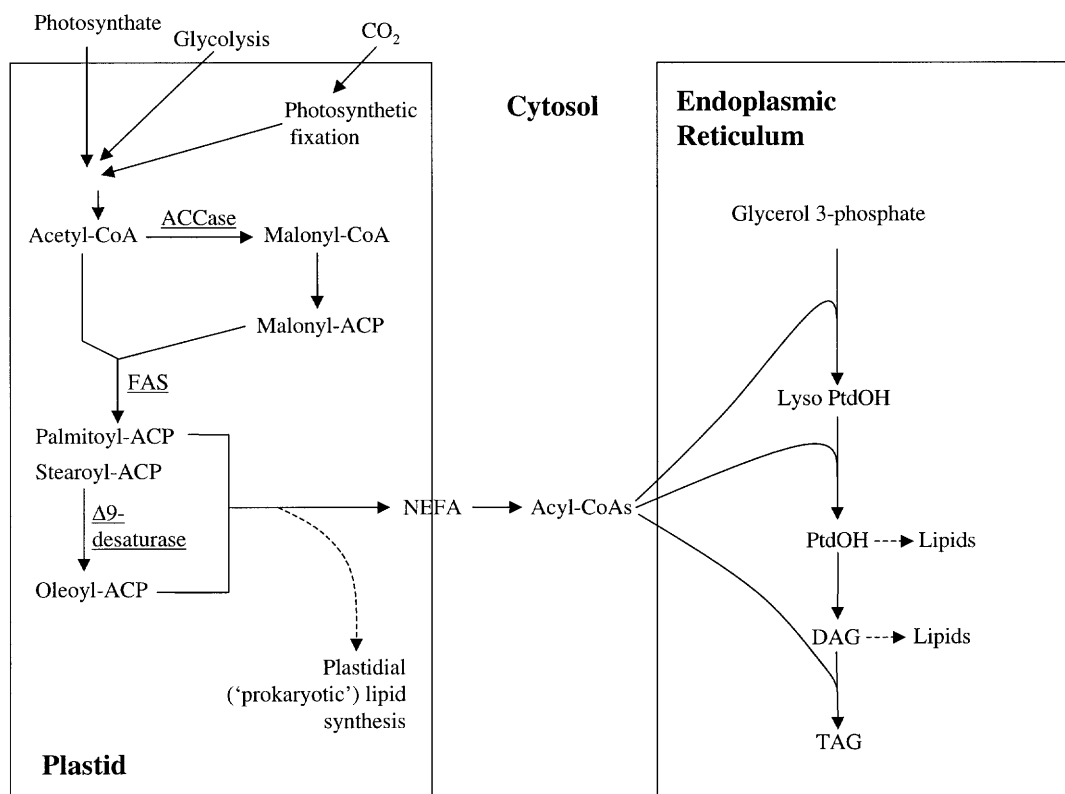 Photosynthate
Glycolysis
CO2
Photosynthetic
fixation
Cytosol
Endoplasmic
Reticulum
Acetyl-CoA
ACCase
Malonyl-CoA
Malonyl-ACP
FAS
Palmitoyl-ACP
Stearoyl-ACP
Δ9-
desaturase
Oleoyl-ACP
NEFA
Acyl-CoAs
Plastidial
('prokaryotic') lipid
synthesis
Plastid
Glycerol 3-phosphate
Lyso PtdOH
PtdOH
Lipids
DAG
Lipids
TAG